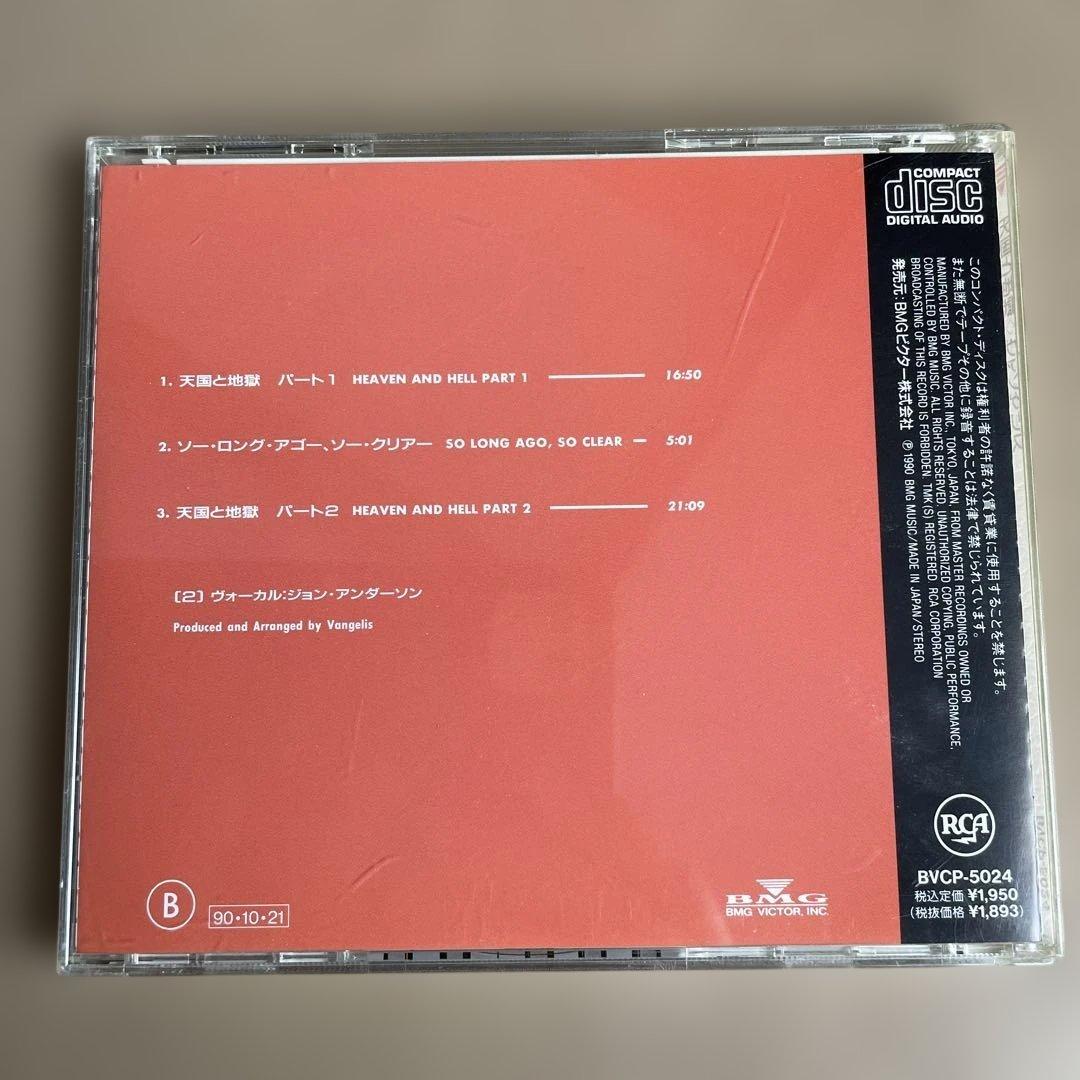 1. 天国と地獄 パート1 HEAVEN AND HELL PART 1 16:50
2. ソー・ロング・アゴー、ソー・クリアー SO LONG AGO, SO CLEAR 5:01
3. 天国と地獄 パート2 HEAVEN AND HELL PART 2 21:09
〔2〕ヴォーカル:ジョン・アンダーソン
Produced and Arranged by Vangelis
B
90・10・21
BMG
BMG VICTOR, INC.
COMPACT
disc
DIGITAL AUDIO
このコンパクト・ディスクは権利者の許諾なく賃貸業に使用することを禁じます。
また無断でテープその他に録音することは法律で禁じられています。
MANUFACTURED BY BMG VICTOR INC., TOKYO, JAPAN. FROM MASTER RECORDINGS OWNED OR
CONTROLLED BY BMG MUSIC. ALL RIGHTS RESERVED. UNAUTHORIZED COPYING, PUBLIC PERFORMANCE,
BROADCASTING OF THIS RECORD IS FORBIDDEN. TMK(S) REGISTERED RCA CORPORATION
発売元:BMGビクター株式会社 ℗1990 BMG MUSIC/MADE IN JAPAN/STEREO
RCA
BVCP-5024
税込定価 ¥1,950
(税抜価格 ¥1,893)